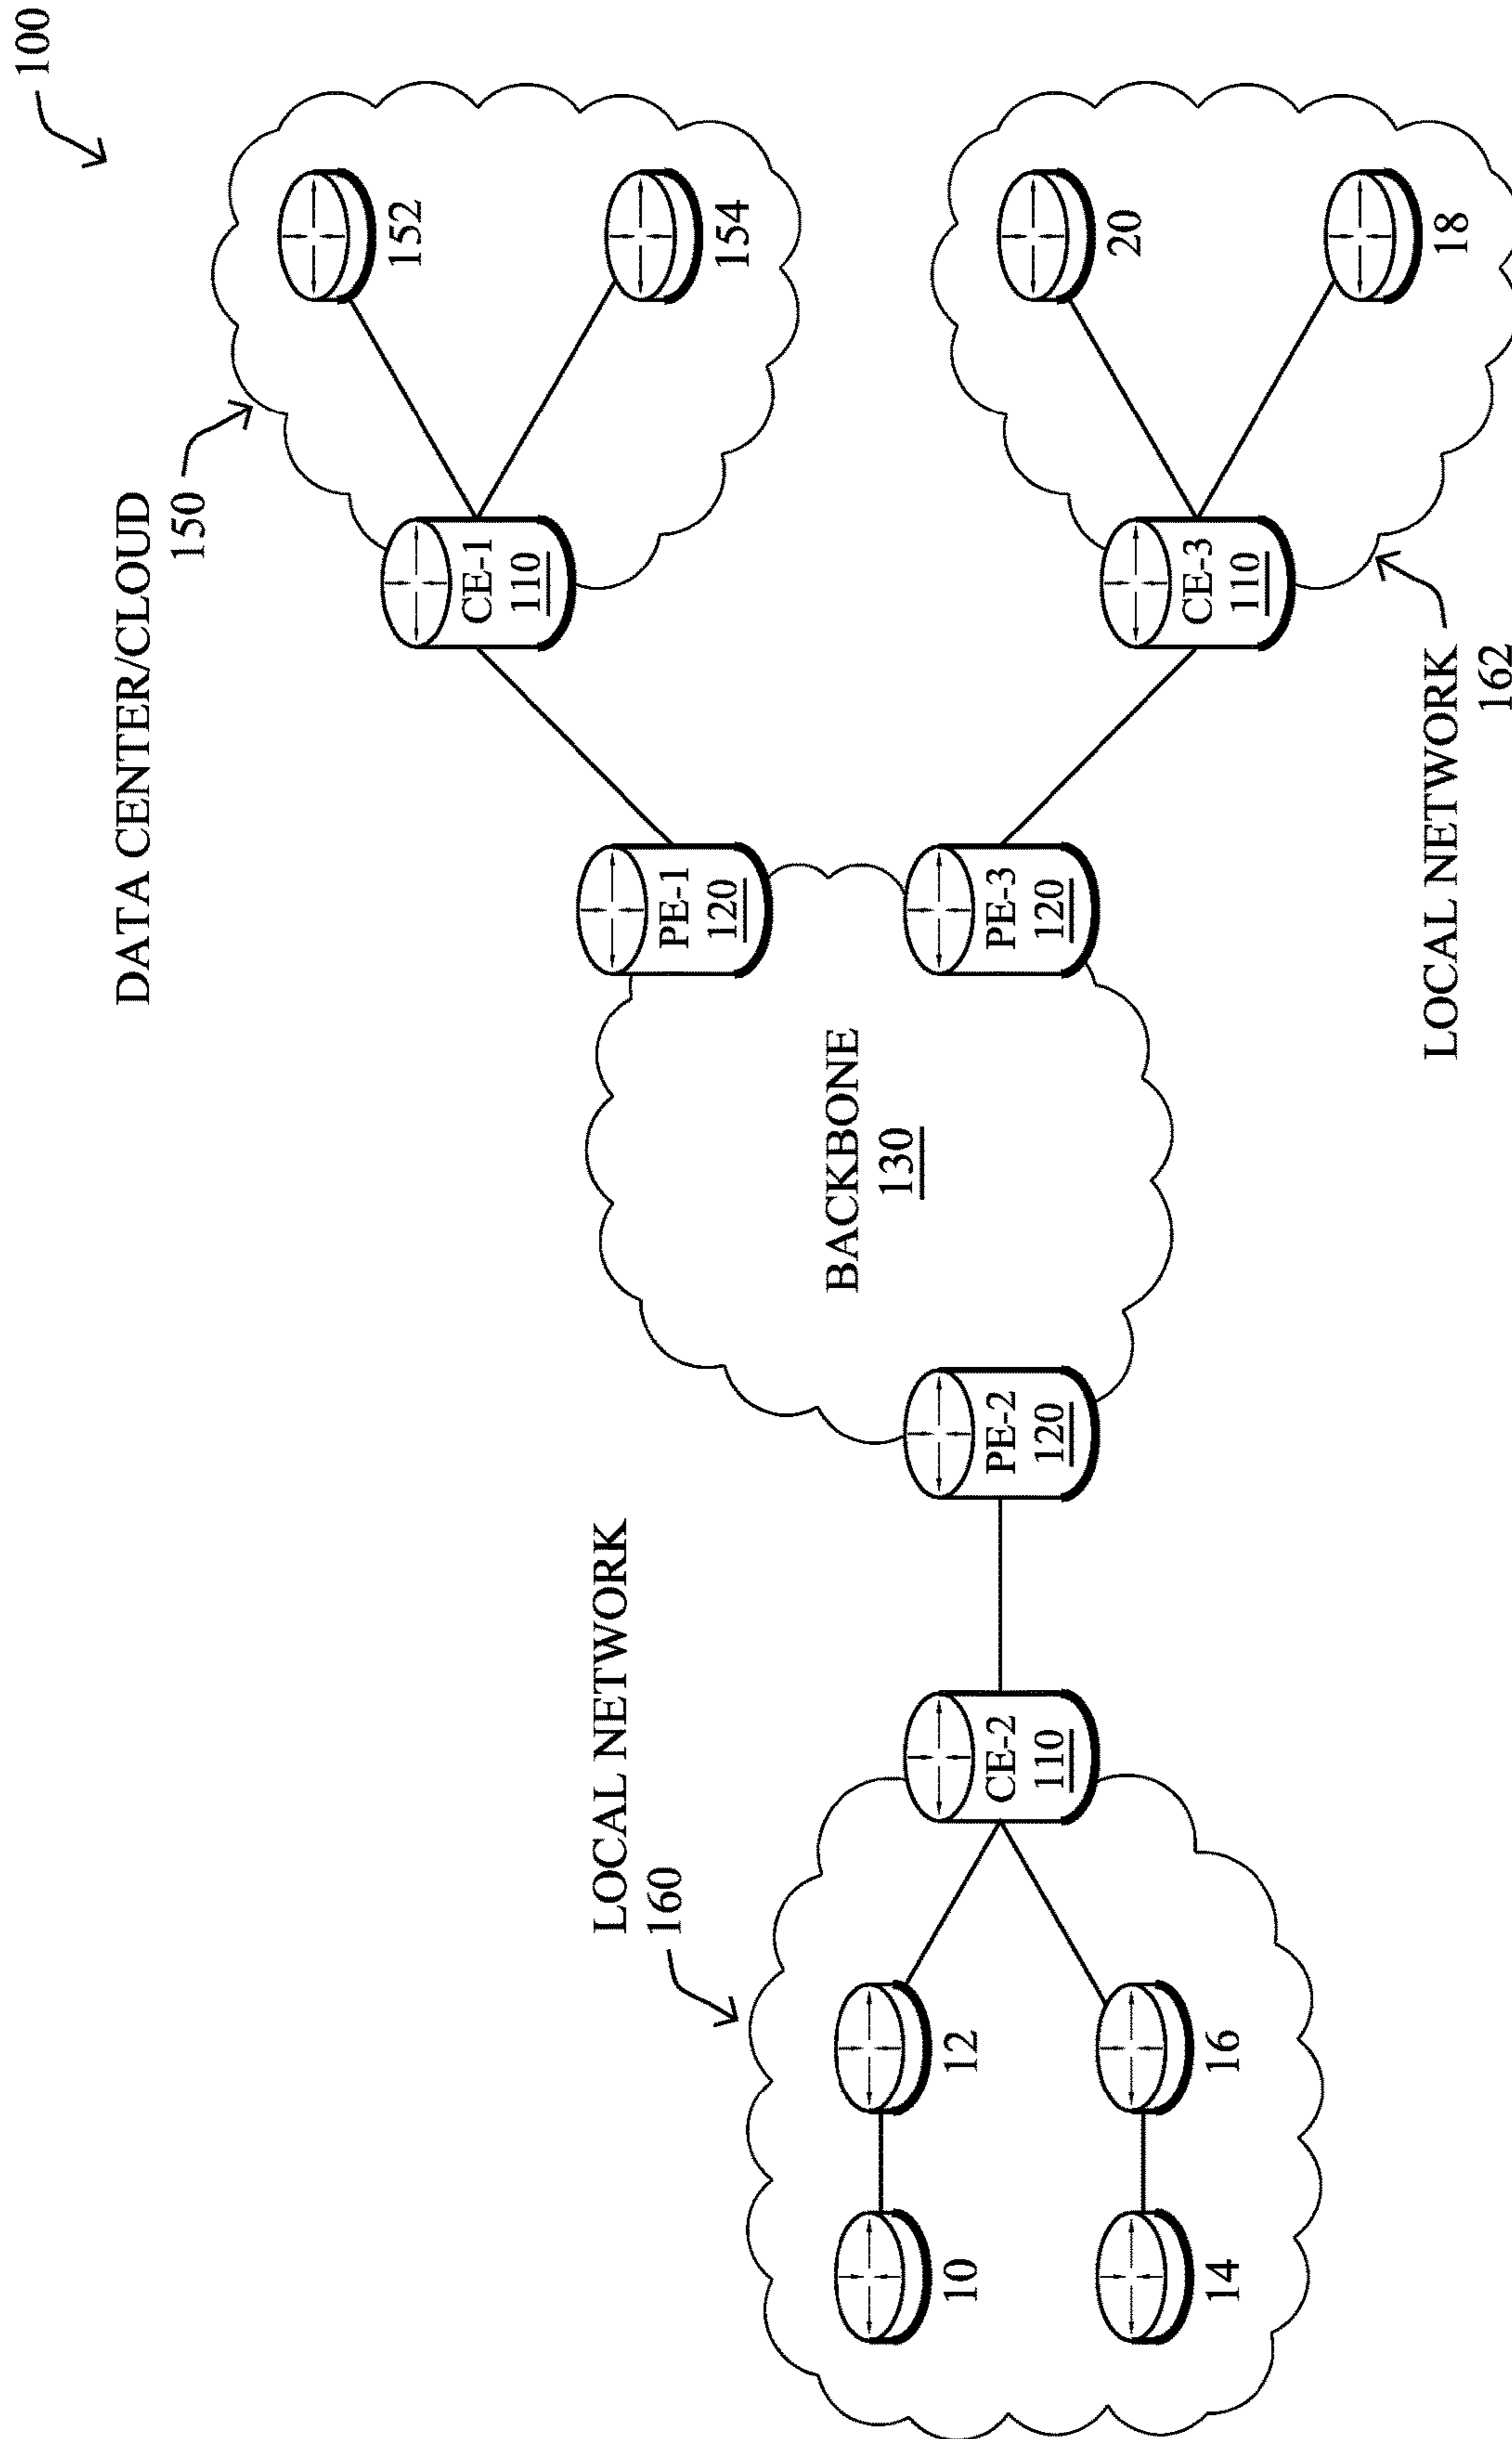 100
DATA CENTER/CLOUD
150
152
154
CE-1
110
PE-1
120
LOCAL NETWORK
160
BACKBONE
130
10
12
14
16
CE-2
110
PE-2
120
PE-3
120
CE-3
110
20
18
LOCAL NETWORK
162